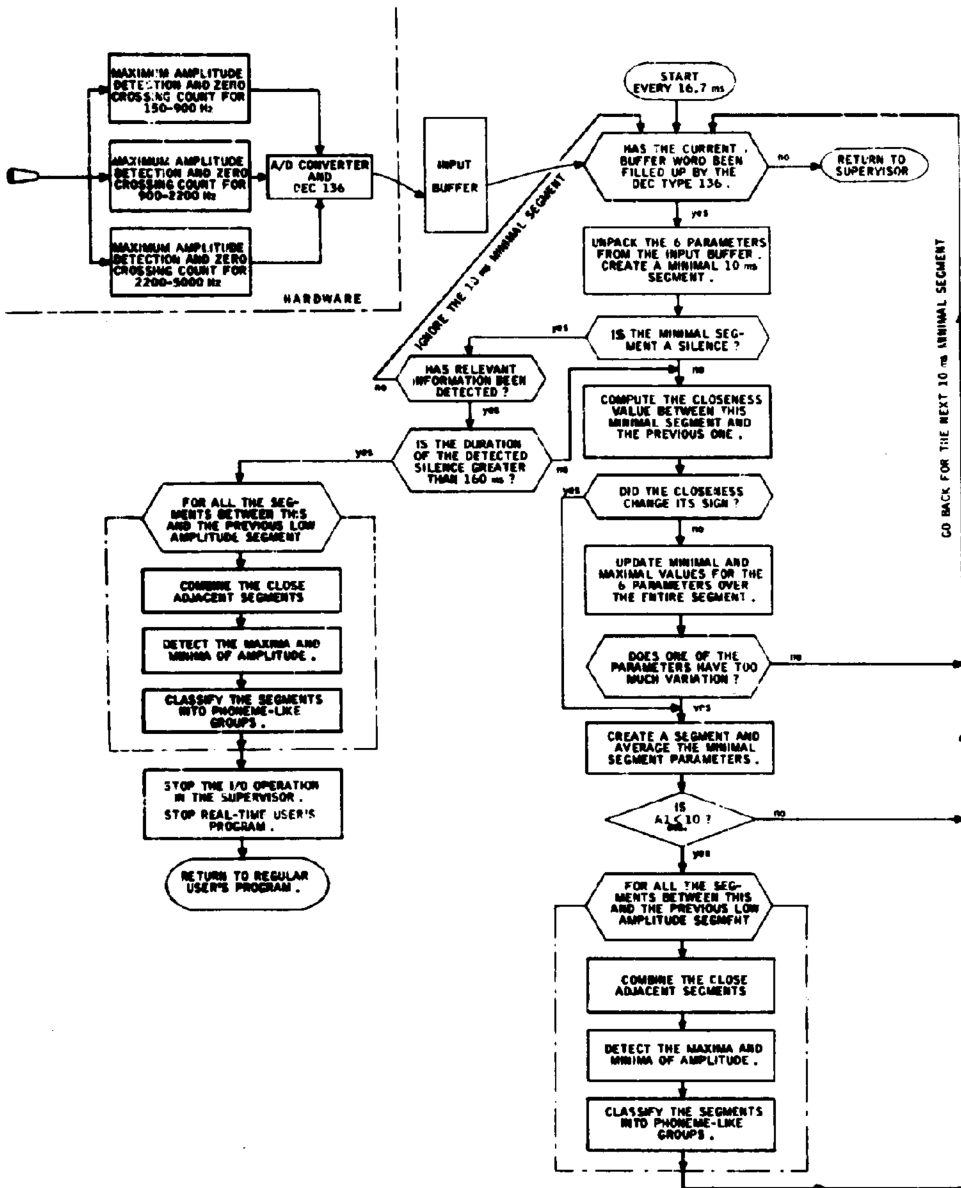 MAXIMUM AMPLITUDE
DETECTION AND ZERO
CROSSING COUNT FOR
150-900 Hz
MAXIMUM AMPLITUDE
DETECTION AND ZERO
CROSSING COUNT FOR
900-2200 Hz
MAXIMUM AMPLITUDE
DETECTION AND ZERO
CROSSING COUNT FOR
2200-5000 Hz
A/D CONVERTER
AND
DEC 136
HARDWARE
INPUT
BUFFER
START
EVERY 16.7 ms
HAS THE CURRENT
BUFFER WORD BEEN
FILLED UP BY THE
DEC TYPE 136.
no
RETURN TO
SUPERVISOR
yes
UNPACK THE 6 PARAMETERS
FROM THE INPUT BUFFER.
CREATE A MINIMAL 10 ms
SEGMENT.
IGNORE THE 10 ms MINIMAL SEGMENT
IS THE MINIMAL SEG-
MENT A SILENCE ?
yes
no
HAS RELEVANT
INFORMATION BEEN
DETECTED ?
no
yes
COMPUTE THE CLOSENESS
VALUE BETWEEN THIS
MINIMAL SEGMENT AND
THE PREVIOUS ONE.
IS THE DURATION
OF THE DETECTED
SILENCE GREATER
THAN 160 ms ?
yes
no
DID THE CLOSENESS
CHANGE ITS SIGN ?
yes
no
UPDATE MINIMAL AND
MAXIMAL VALUES FOR THE
6 PARAMETERS OVER
THE ENTIRE SEGMENT.
DOES ONE OF THE
PARAMETERS HAVE TOO
MUCH VARIATION ?
no
yes
CREATE A SEGMENT AND
AVERAGE THE MINIMAL
SEGMENT PARAMETERS.
IS
A1 < 10 ?
no
yes
FOR ALL THE SEG-
MENTS BETWEEN THIS
AND THE PREVIOUS LOW
AMPLITUDE SEGMENT
COMBINE THE CLOSE
ADJACENT SEGMENTS
DETECT THE MAXIMA AND
MINIMA OF AMPLITUDE.
CLASSIFY THE SEGMENTS
INTO PHONEME-LIKE
GROUPS.
GO BACK FOR THE NEXT 10 ms MINIMAL SEGMENT
FOR ALL THE SEG-
MENTS BETWEEN THIS
AND THE PREVIOUS LOW
AMPLITUDE SEGMENT
COMBINE THE CLOSE
ADJACENT SEGMENTS
DETECT THE MAXIMA AND
MINIMA OF AMPLITUDE.
CLASSIFY THE SEGMENTS
INTO PHONEME-LIKE
GROUPS.
STOP THE I/O OPERATION
IN THE SUPERVISOR.
STOP REAL-TIME USER'S
PROGRAM.
RETURN TO REGULAR
USER'S PROGRAM.